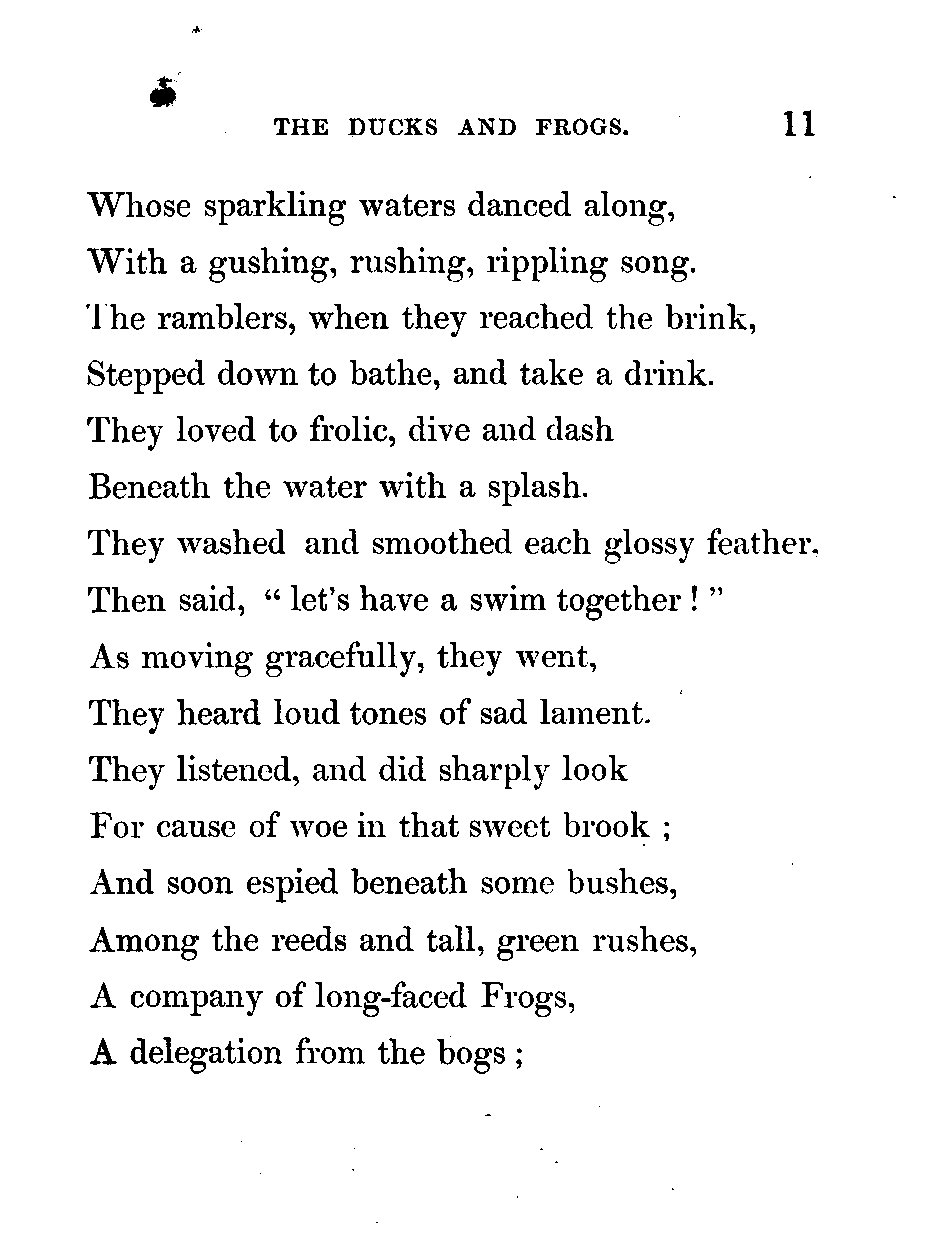 THE DUCKS AND FROGS. 11
Whose sparkling waters danced along,
With a gushing, rushing, rippling song.
The ramblers, when they reached the brink,
Stepped down to bathe, and take a drink.
They loved to frolic, dive and dash
Beneath the water with a splash.
They washed and smoothed each glossy feather,
Then said, “ let’s have a swim together ! ”
As moving gracefully, they went,
They heard loud tones of sad lament.
They listened, and did sharply look
For cause of woe in that sweet brook ;
And soon espied beneath some bushes,
Among the reeds and tall, green rushes,
A company of long-faced Frogs,
A delegation from the bogs ;